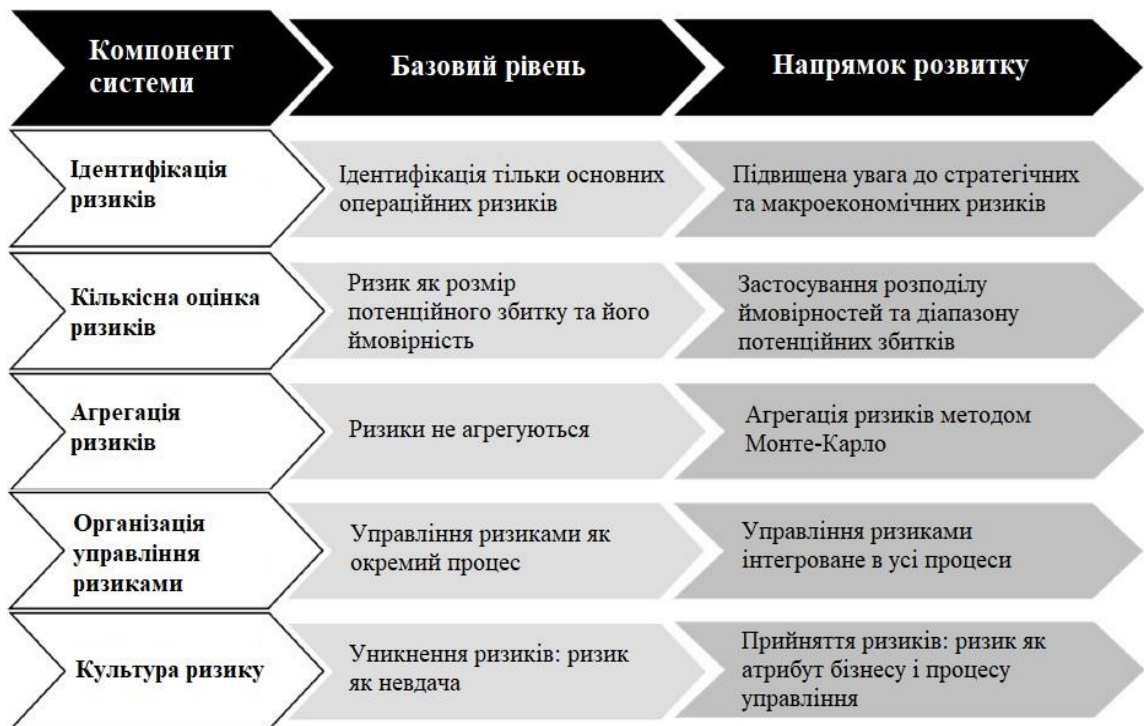 Компонент
системи
Базовий рівень
Напрямок розвитку
Ідентифікація
ризиків
Ідентифікація тільки основних
операційних ризиків
Підвищена увага до стратегічних
та макроекономічних ризиків
Кількісна оцінка
ризиків
Ризик як розмір
потенційного збитку та його
ймовірність
Застосування розподілу
ймовірностей та діапазону
потенційних збитків
Агрегація
ризиків
Ризики не агрегуються
Агрегація ризиків методом
Монте-Карло
Організація
управління
ризиками
Управління ризиками як
окремий процес
Управління ризиками
інтегроване в усі процеси
Культура ризику
Уникнення ризиків: ризик
як невдача
Прийняття ризиків: ризик як
атрибут бізнесу і процесу
управління